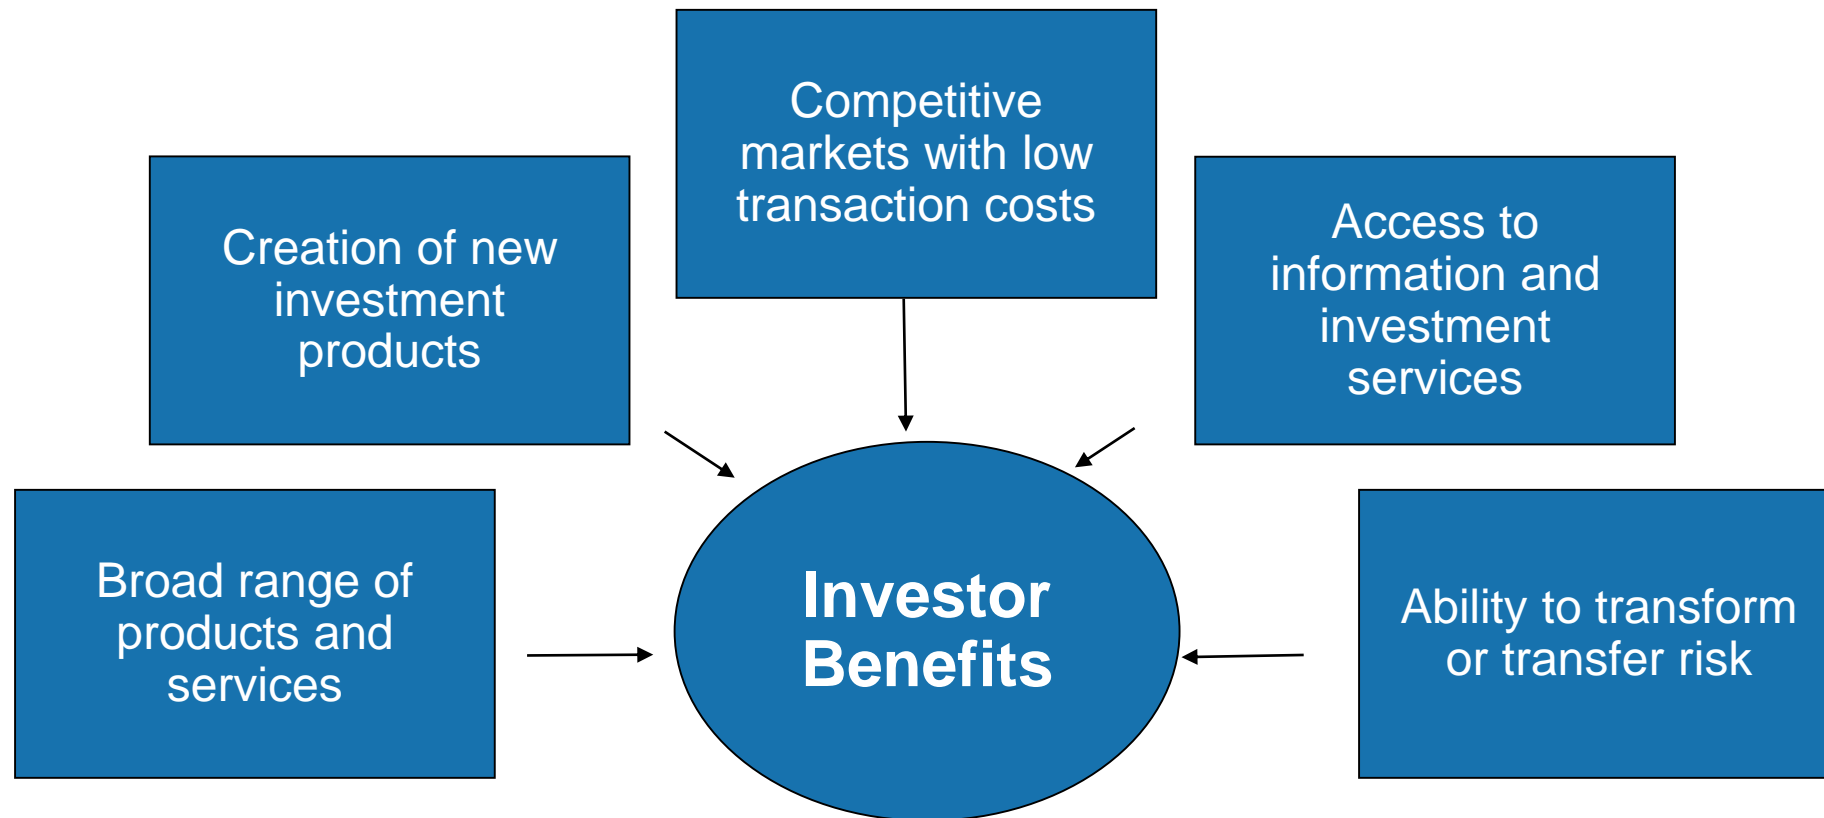 Competitive
markets with low
transaction costs
Creation of new
investment
products
Access to
information and
investment
services
Broad range of
products and
services
Investor
Benefits
Ability to transform
or transfer risk